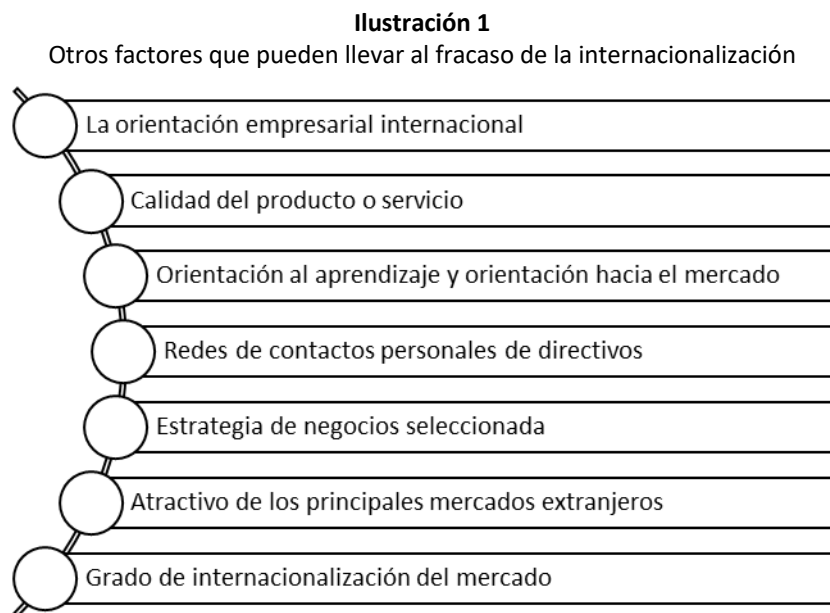 Ilustración 1
Otros factores que pueden llevar al fracaso de la internacionalización
La orientación empresarial internacional
Calidad del producto o servicio
Orientación al aprendizaje y orientación hacia el mercado
Redes de contactos personales de directivos
Estrategia de negocios seleccionada
Atractivo de los principales mercados extranjeros
Grado de internacionalización del mercado